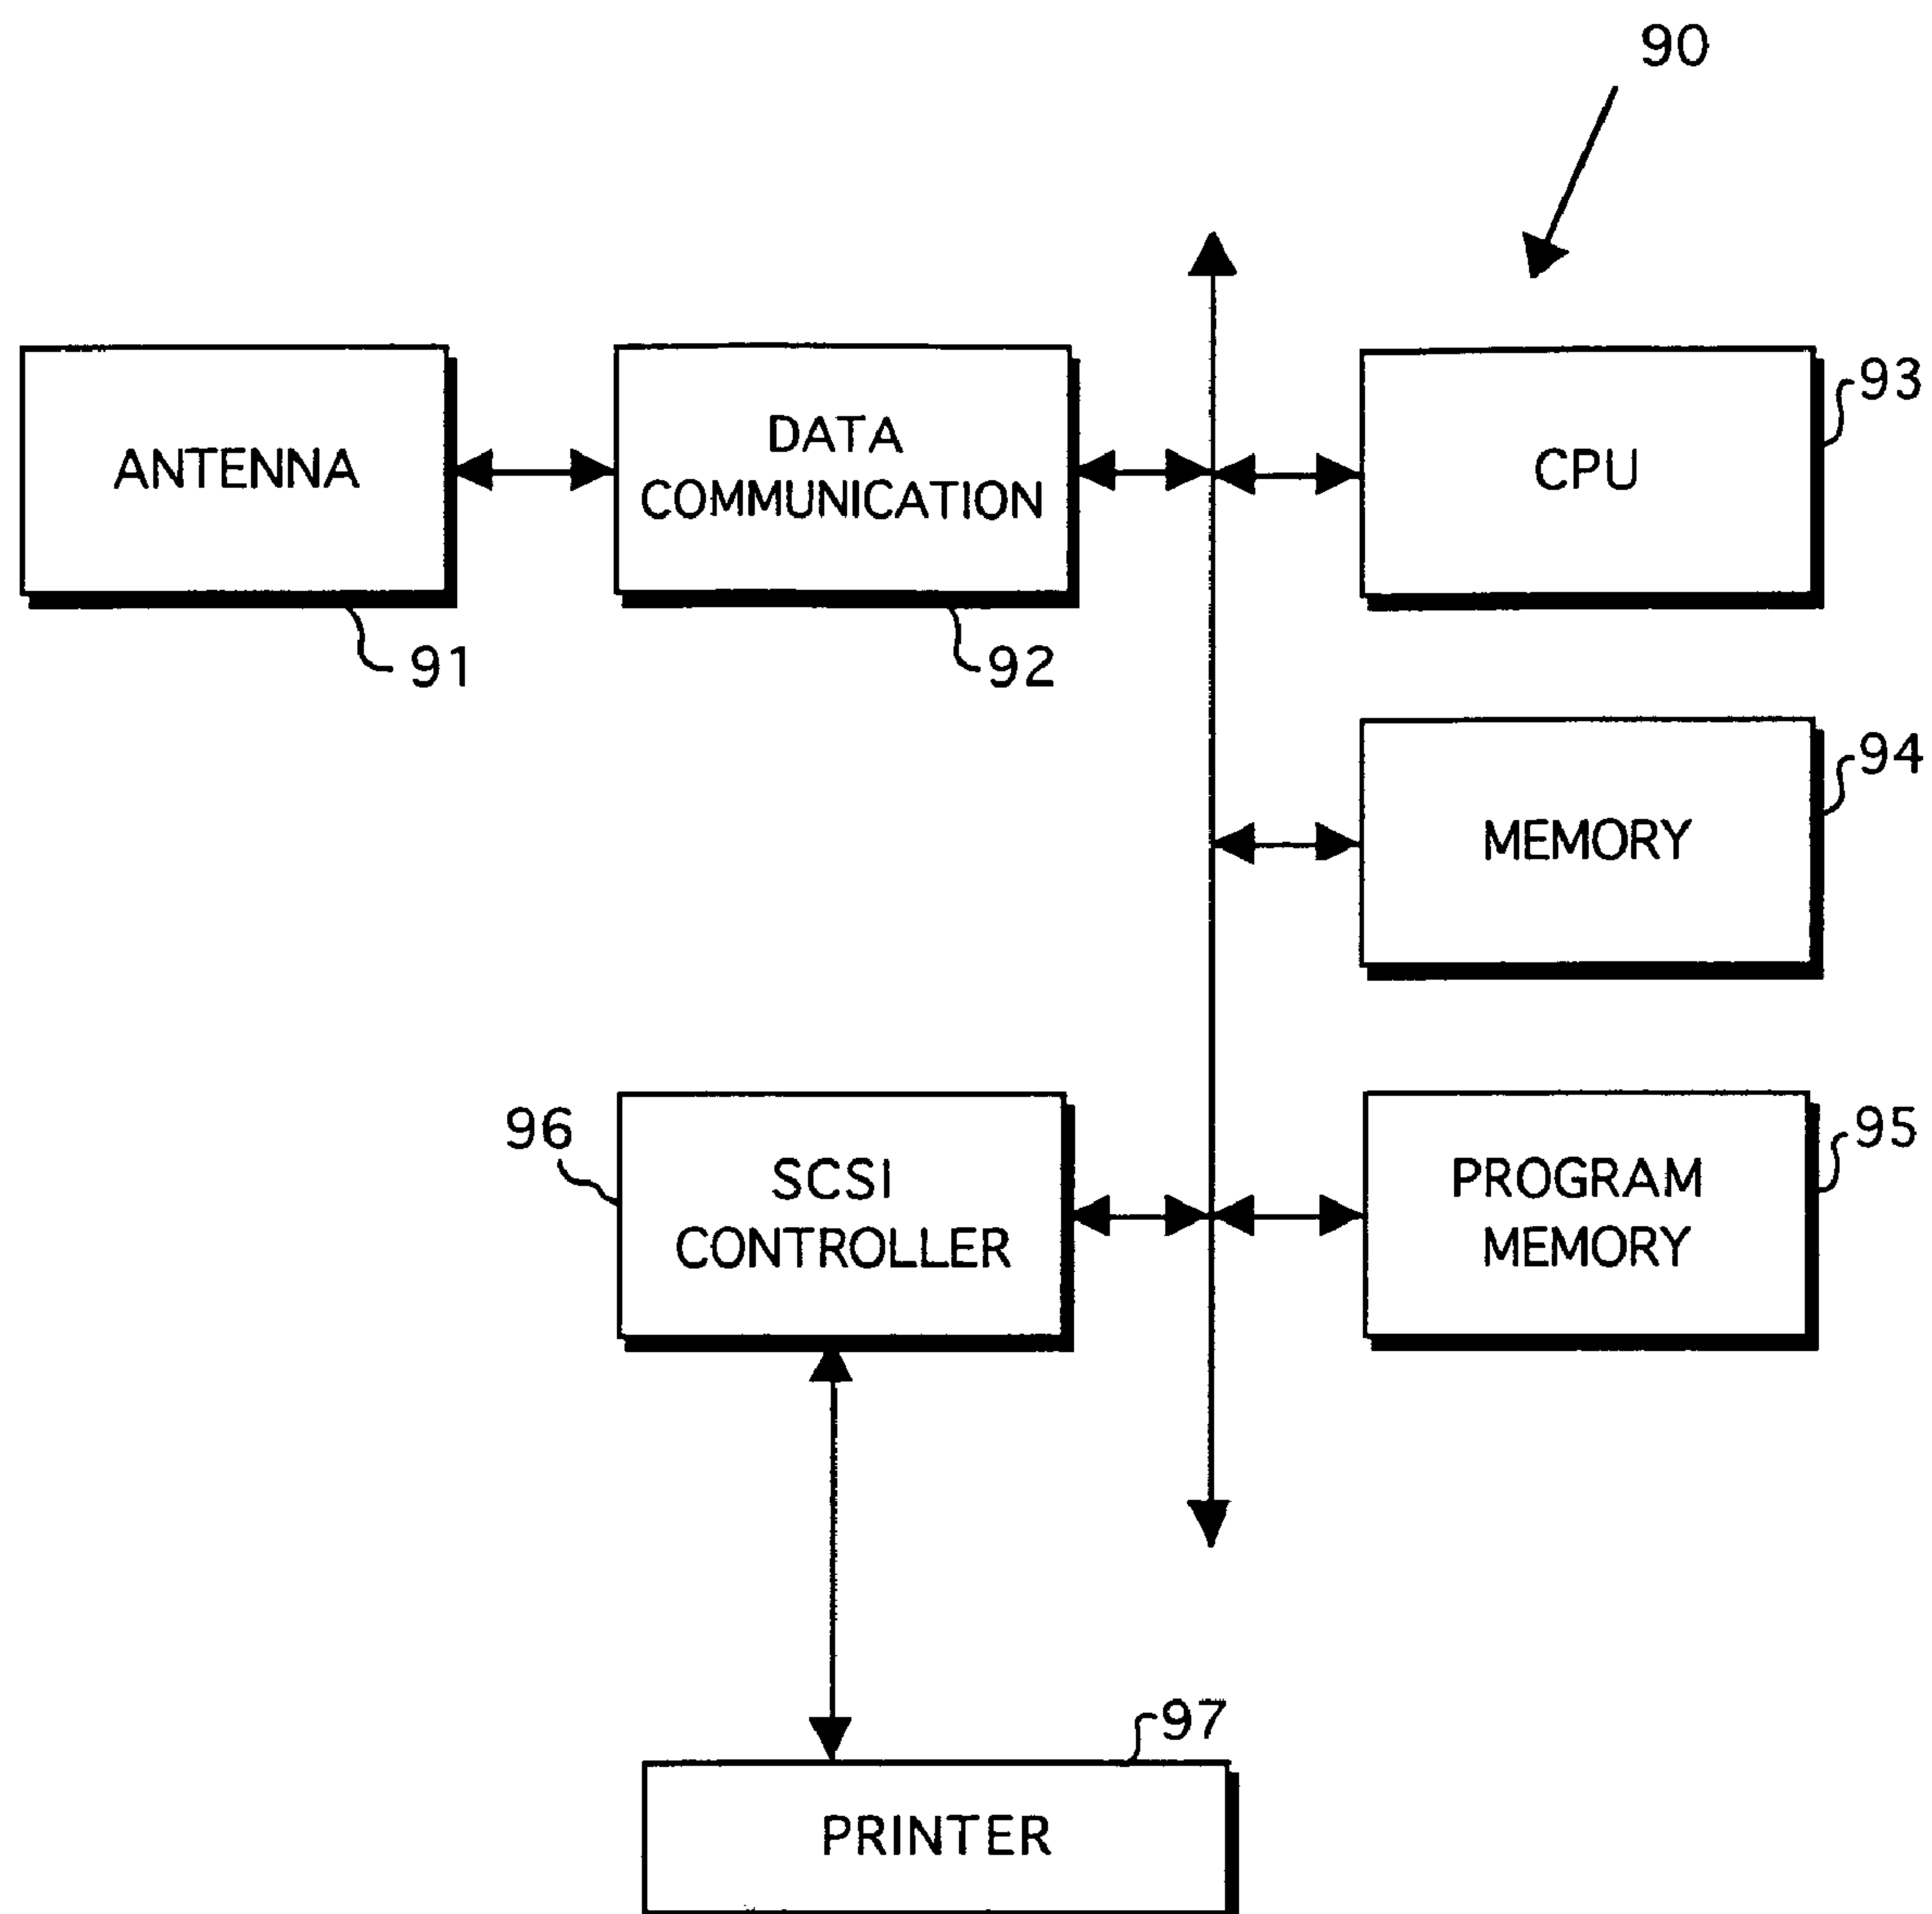 90
ANTENNA
91
DATA
COMMUNICATION
92
CPU
93
MEMORY
94
96
SCSI
CONTROLLER
PROGRAM
MEMORY
95
97
PRINTER